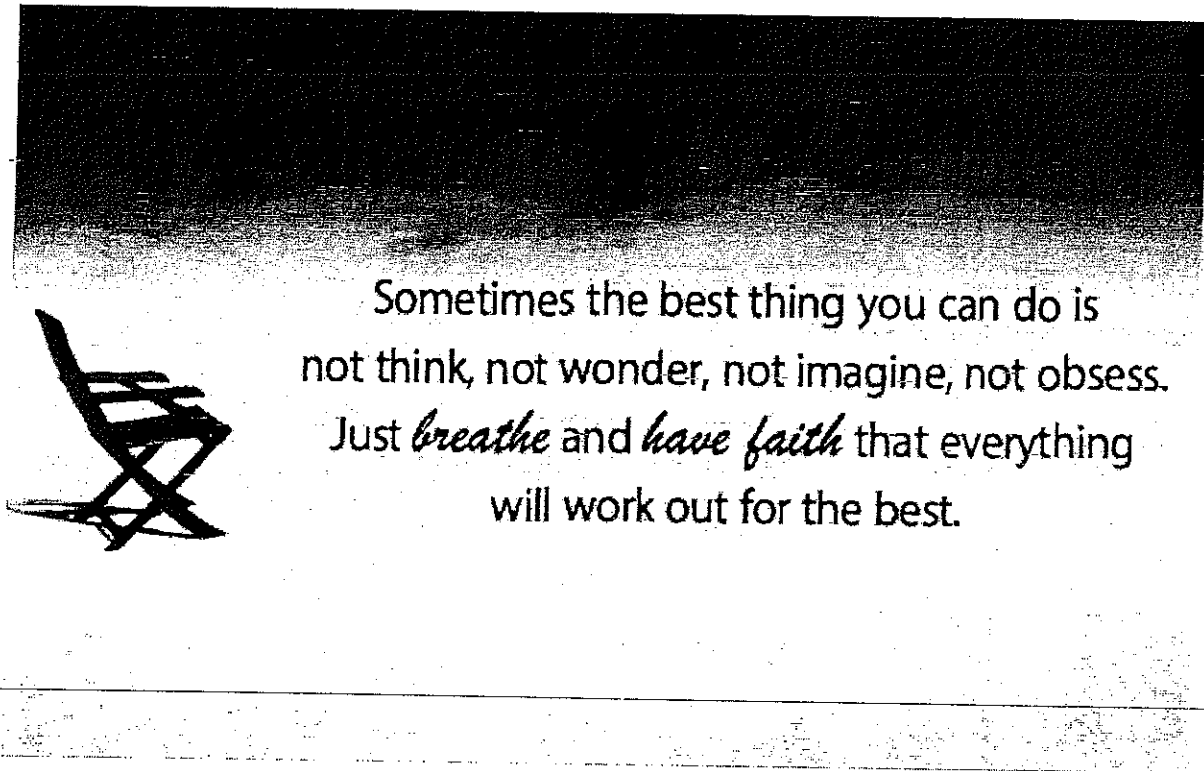 Sometimes the best thing you can do is
not think, not wonder, not imagine, not obsess.
Just breathe and have faith that everything
will work out for the best.